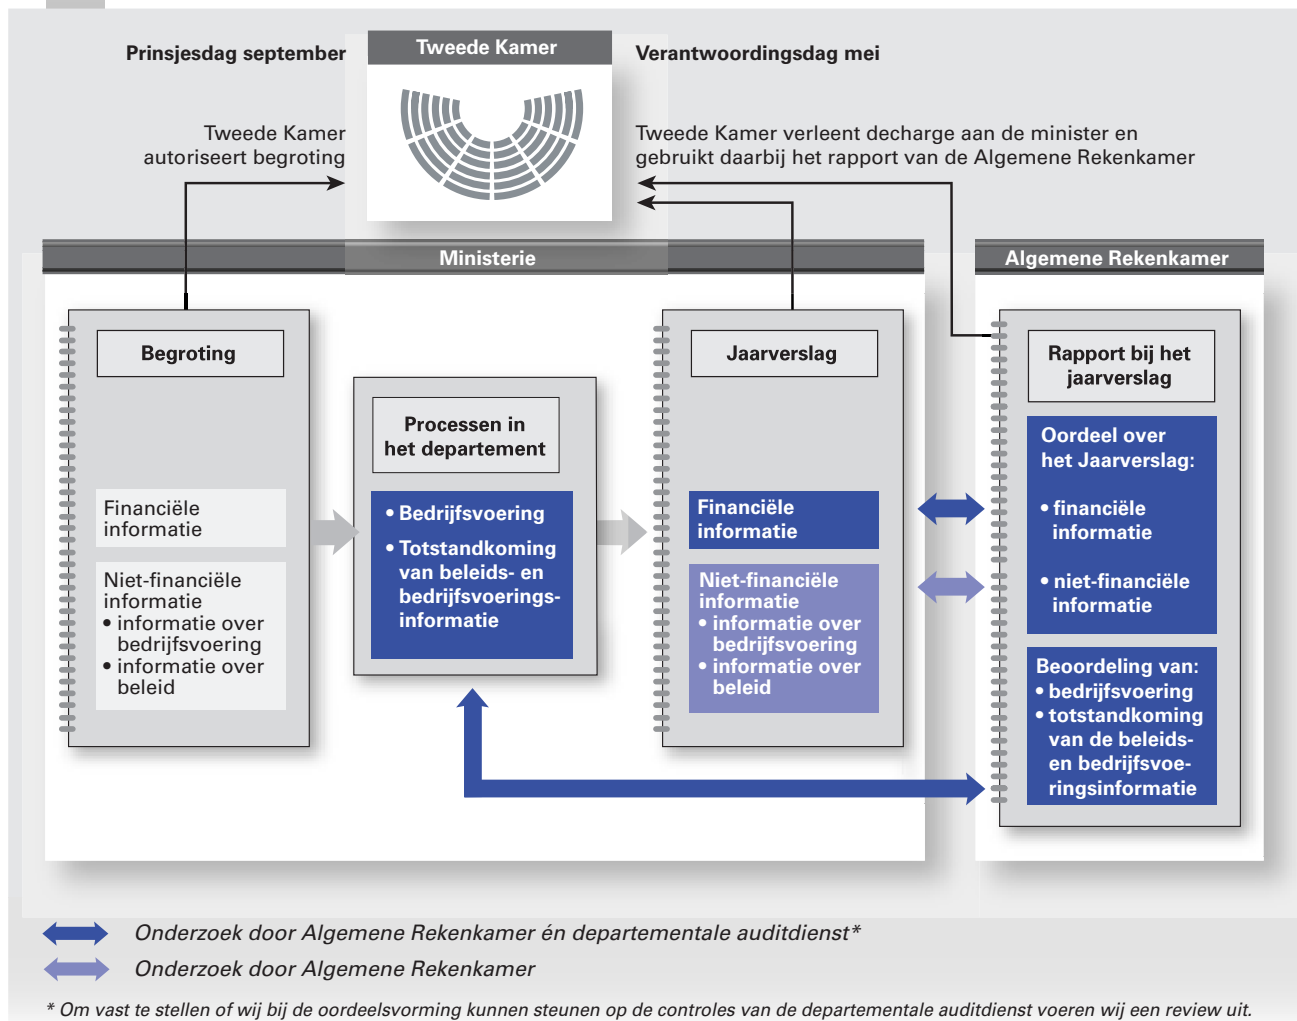 Prinsjesdag september
Tweede Kamer
Verantwoordingsdag mei
Tweede Kamer
autoriseert begroting
Tweede Kamer verleent decharge aan de minister en
gebruikt daarbij het rapport van de Algemene Rekenkamer
Ministerie
Algemene Rekenkamer
Begroting
Financiële
informatie
Niet-financiële
informatie
• informatie over
bedrijfsvoering
• informatie over
beleid
Processen in
het departement
• Bedrijfsvoering
• Totstandkoming
van beleids- en
bedrijfsvoerings-
informatie
Jaarverslag
Financiële
informatie
Niet-financiële
informatie
• informatie over
bedrijfsvoering
• informatie over
beleid
Rapport bij het
jaarverslag
Oordeel over
het Jaarverslag:
• financiële
informatie
• niet-financiële
informatie
Beoordeling van:
• bedrijfsvoering
• totstandkoming
van de beleids-
en bedrijfsvoe-
ringsinformatie
Onderzoek door Algemene Rekenkamer én departementale auditdienst*
Onderzoek door Algemene Rekenkamer
* Om vast te stellen of wij bij de oordeelsvorming kunnen steunen op de controles van de departementale auditdienst voeren wij een review uit.